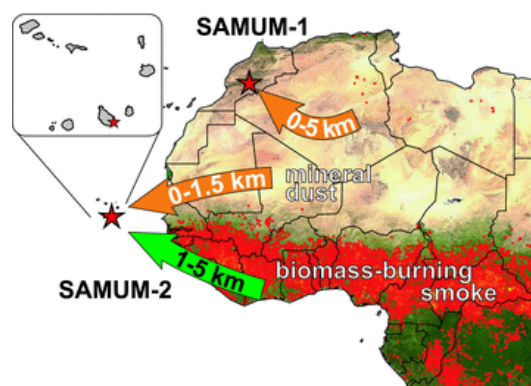 SAMUM-1
0-5 km
0-1.5 km
mineral
dust
1-5 km
biomass-burning
smoke
SAMUM-2